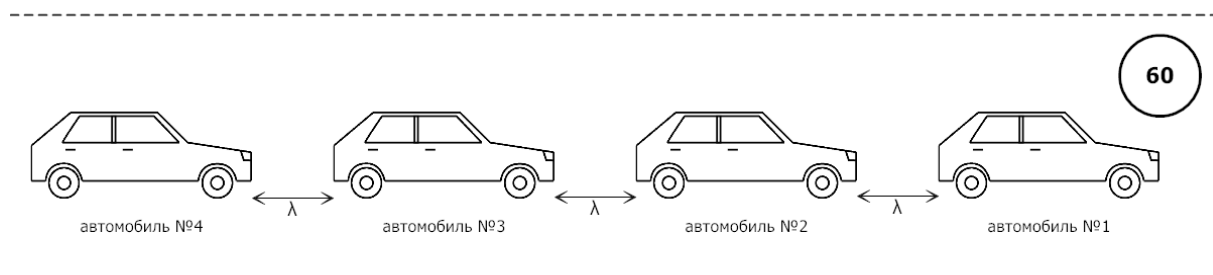 60
λ
λ
λ
автомобиль №4
автомобиль №3
автомобиль №2
автомобиль №1